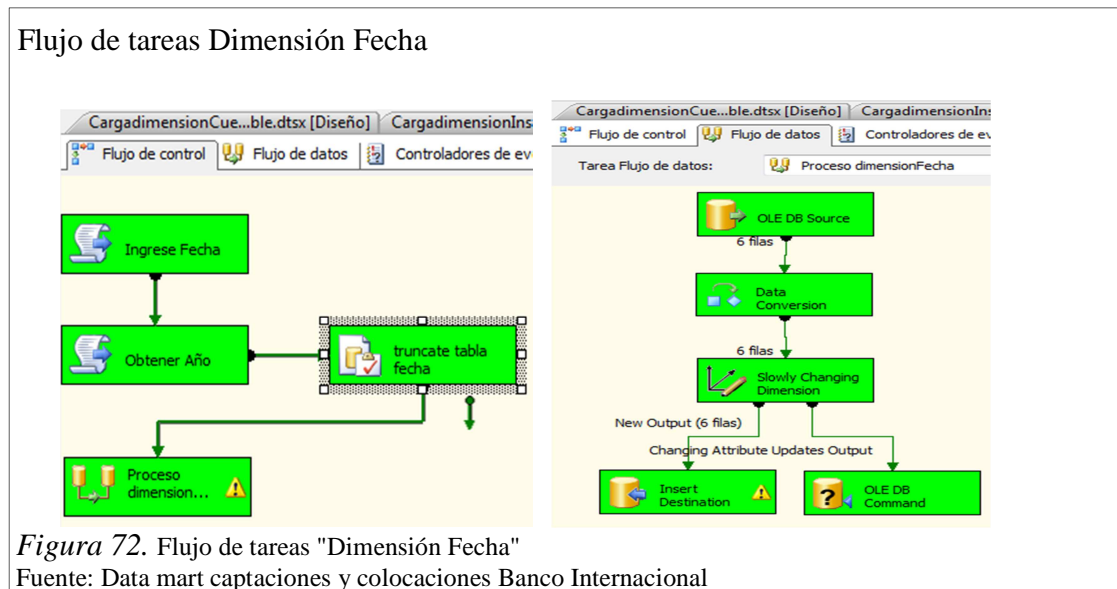 Flujo de tareas Dimensión Fecha
CargadimensionCue...ble.dtsx [Diseño] CargadimensionIns
Flujo de control Flujo de datos Controladores de ev
Ingrese Fecha
Obtener Año
truncate tabla
fecha
Proceso
dimension...
CargadimensionCue...ble.dtsx [Diseño] CargadimensionIns
Flujo de control Flujo de datos Controladores de ev
Tarea Flujo de datos: Proceso dimensionFecha
OLE DB Source
6 filas
Data
Conversion
6 filas
Slowly Changing
Dimension
New Output (6 filas)
Changing Attribute Updates Output
Insert
Destination
OLE DB
Command
Figura 72. Flujo de tareas "Dimensión Fecha"
Fuente: Data mart captaciones y colocaciones Banco Internacional